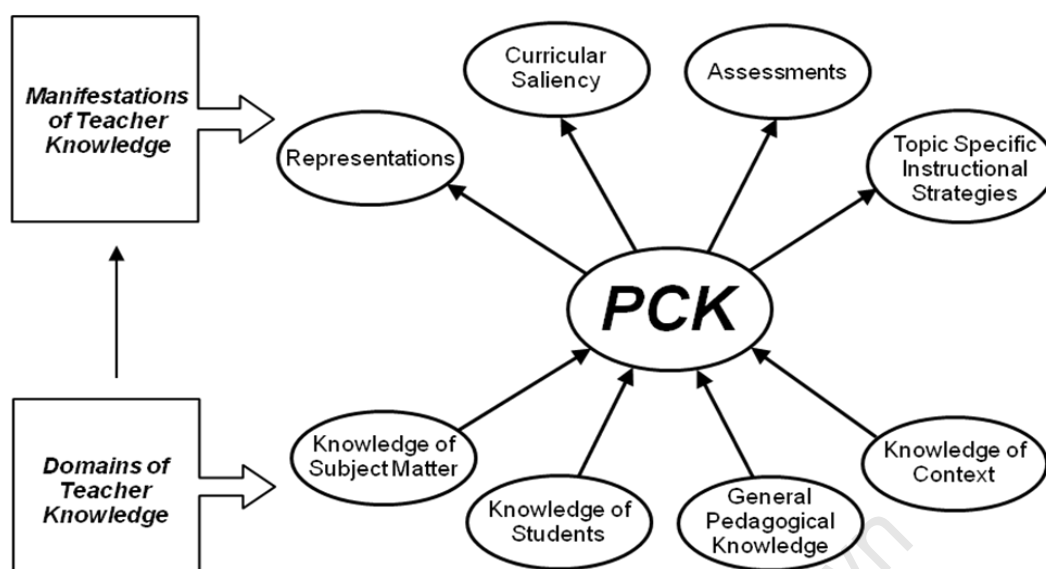 Manifestations
of Teacher
Knowledge
Representations
Curricular
Saliency
Assessments
Topic Specific
Instructional
Strategies
PCK
Domains of
Teacher
Knowledge
Knowledge of
Subject Matter
Knowledge of
Students
General
Pedagogical
Knowledge
Knowledge of
Context